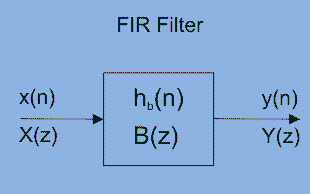 FIR Filter
x(n)
X(z)
h_b(n)
B(z)
y(n)
Y(z)